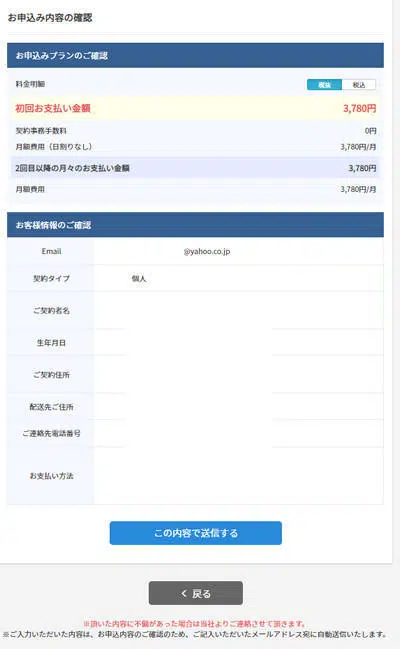 お申込み内容の確認
お申込みプランのご確認
料金明細 税抜 税込
初回お支払い金額 3,780円
契約事務手数料 0円
月額費用(日割りなし) 3,780円/月
2回目以降の月々のお支払い金額 3,780円
月額費用 3,780円/月
お客様情報のご確認
Email @yahoo.co.jp
契約タイプ 個人
ご契約者名
生年月日
ご契約住所
配送先ご住所
ご連絡先電話番号
お支払い方法
この内容で送信する
く 戻る
※頂いた内容に不備があった場合は当社よりご連絡させて頂きます。
※ご入力いただいた内容は、お申込内容のご確認のため、ご記入いただいたメールアドレス宛に自動送信いたします。